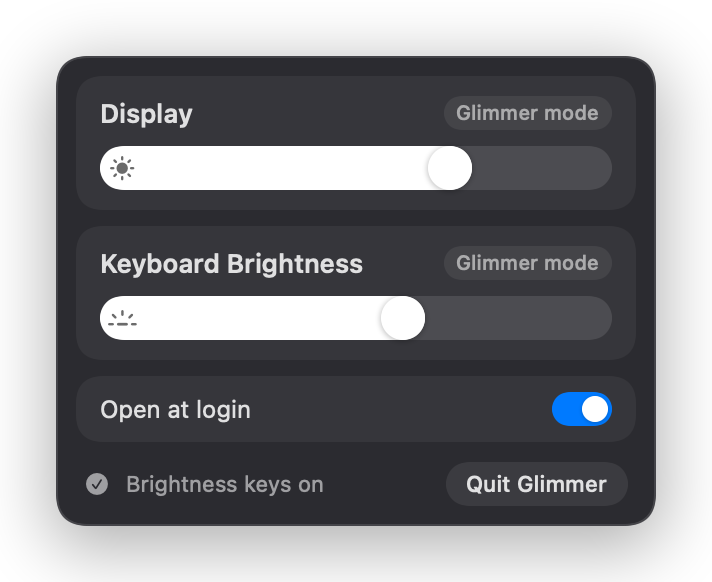 Display
Glimmer mode
Keyboard Brightness
Glimmer mode
Open at login
Brightness keys on
Quit Glimmer